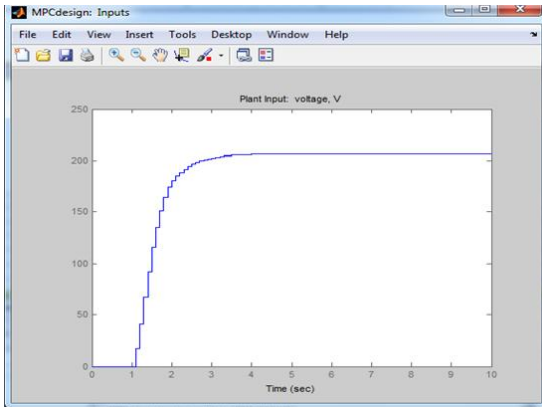 MPCdesign: Inputs
File Edit View Insert Tools Desktop Window Help
Plant Input: voltage, V
250
200
150
100
50
0
0 1 2 3 4 5 6 7 8 9 10
Time (sec)